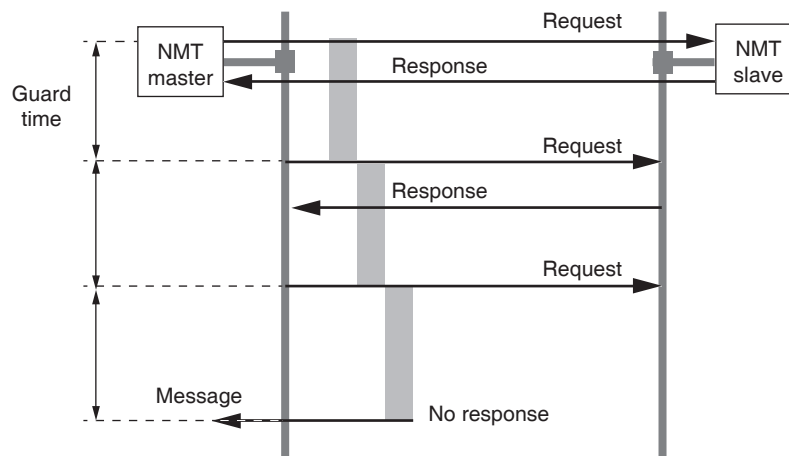 Request
NMT
master
NMT
slave
Response
Guard
time
Request
Response
Request
Message
No response